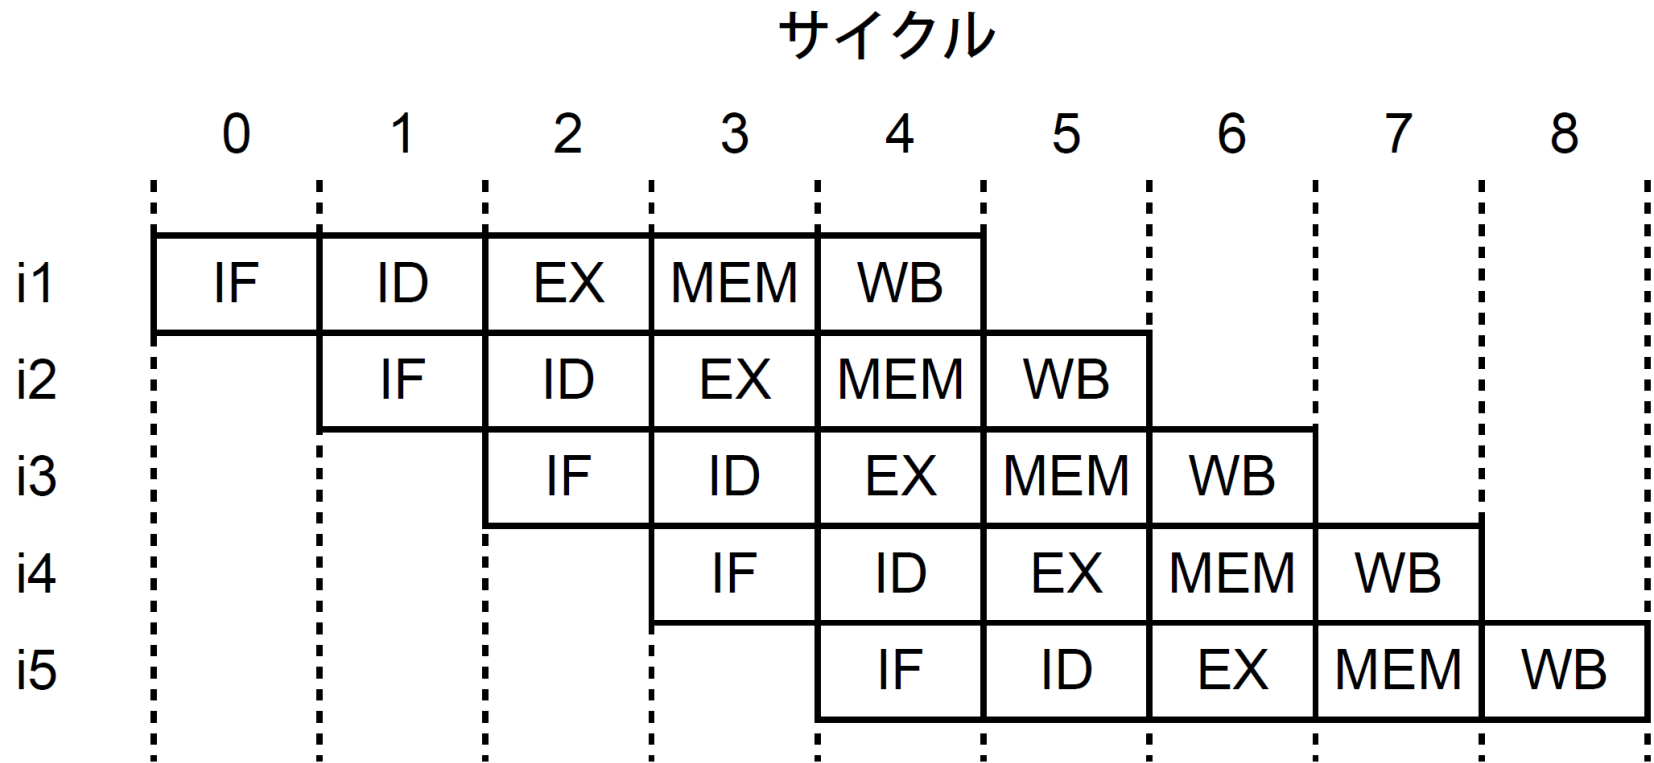 サイクル
0 1 2 3 4 5 6 7 8
i1 IF ID EX MEM WB
i2 IF ID EX MEM WB
i3 IF ID EX MEM WB
i4 IF ID EX MEM WB
i5 IF ID EX MEM WB